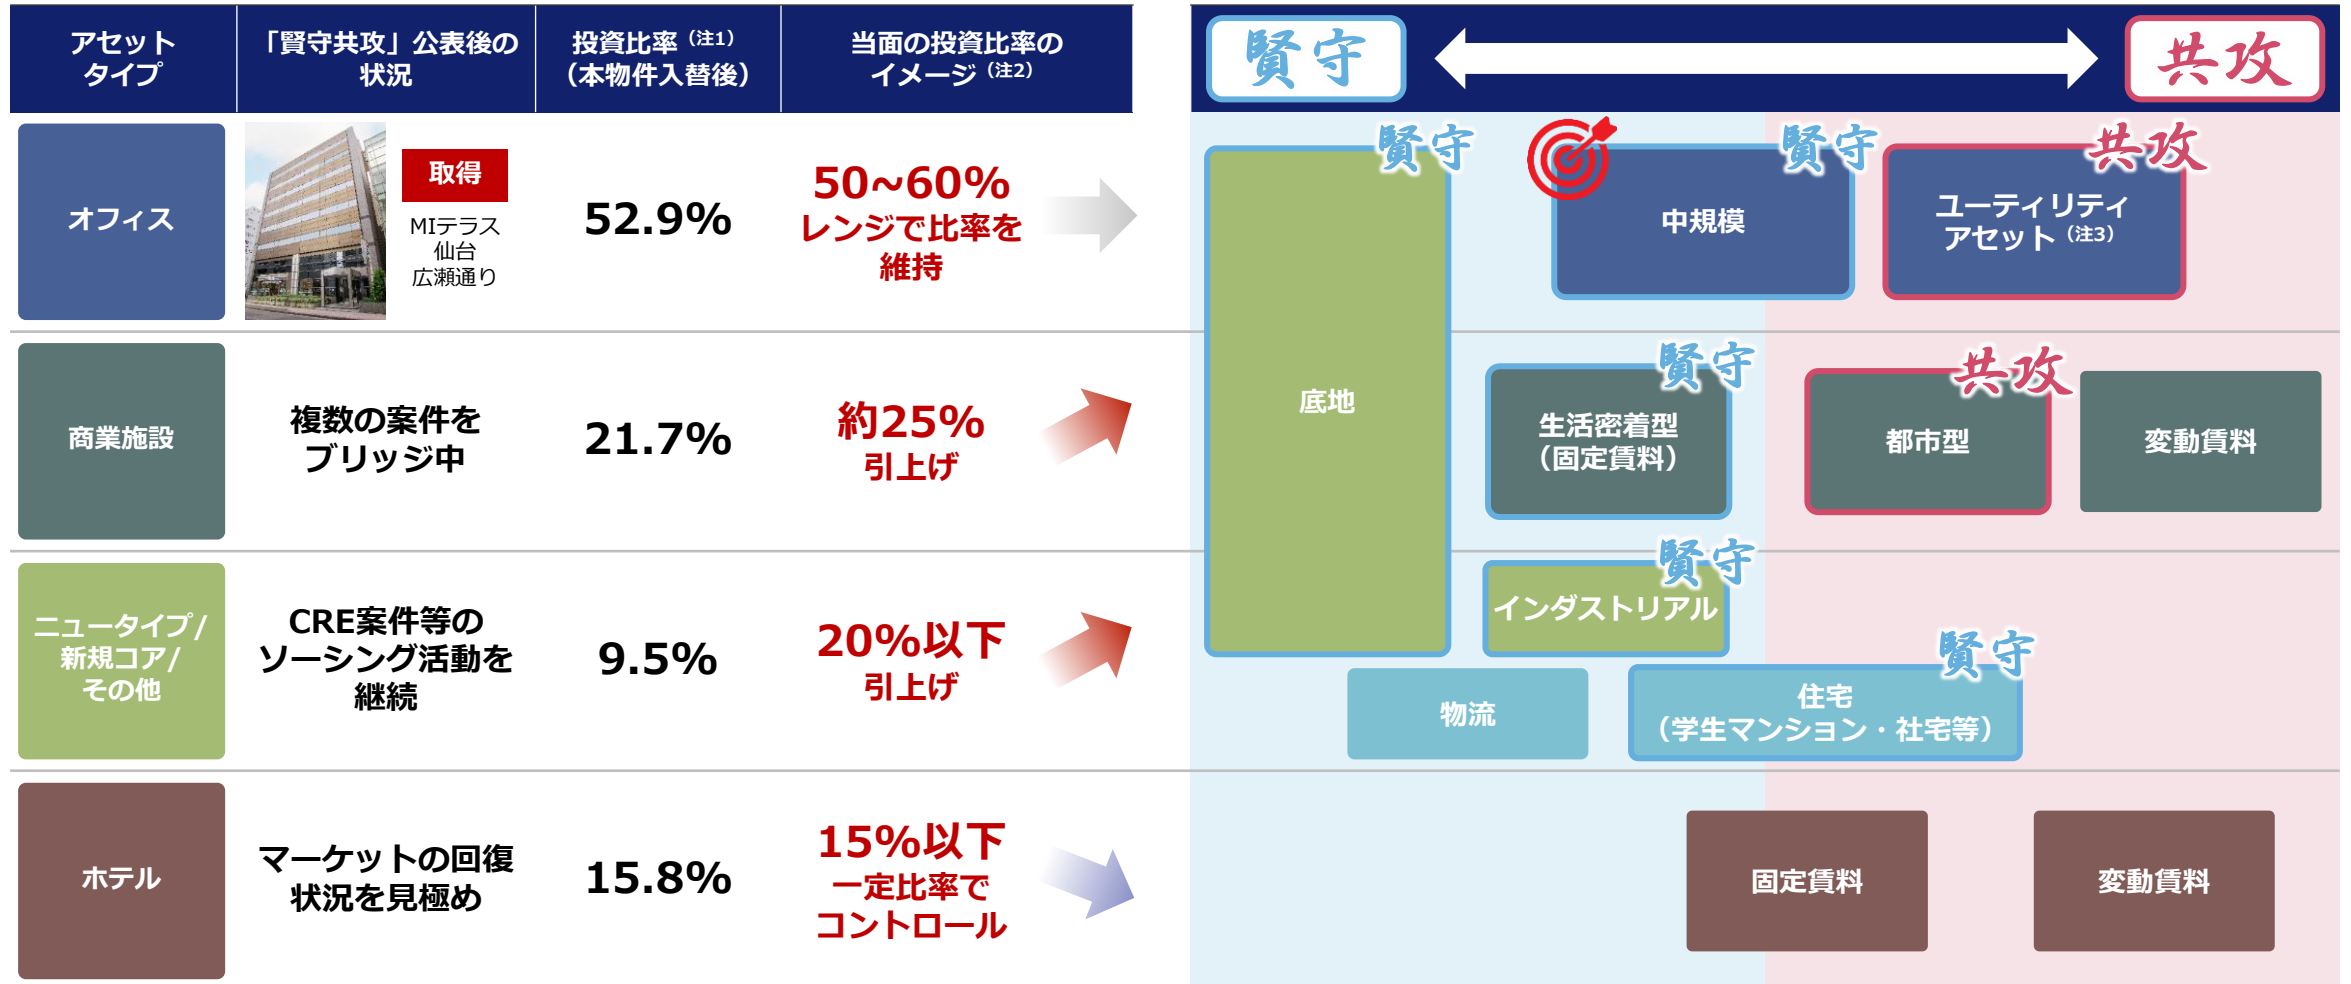 アセット
タイプ
「賢守共攻」公表後の
状況
投資比率（注1）
（本物件入替後）
当面の投資比率の
イメージ（注2）
賢守
共攻
オフィス
取得
MIテラス
仙台
広瀬通り
52.9%
50~60%
レンジで比率を
維持
賢守
底地
賢守
中規模
共攻
ユーティリティ
アセット（注3）
商業施設
複数の案件を
ブリッジ中
21.7%
約25%
引上げ
賢守
生活密着型
（固定賃料）
共攻
都市型
変動賃料
ニュータイプ/
新規コア/
その他
CRE案件等の
ソーシング活動を
継続
9.5%
20%以下
引上げ
賢守
インダストリアル
物流
賢守
住宅
（学生マンション・社宅等）
ホテル
マーケットの回復
状況を見極め
15.8%
15%以下
一定比率で
コントロール
固定賃料
変動賃料